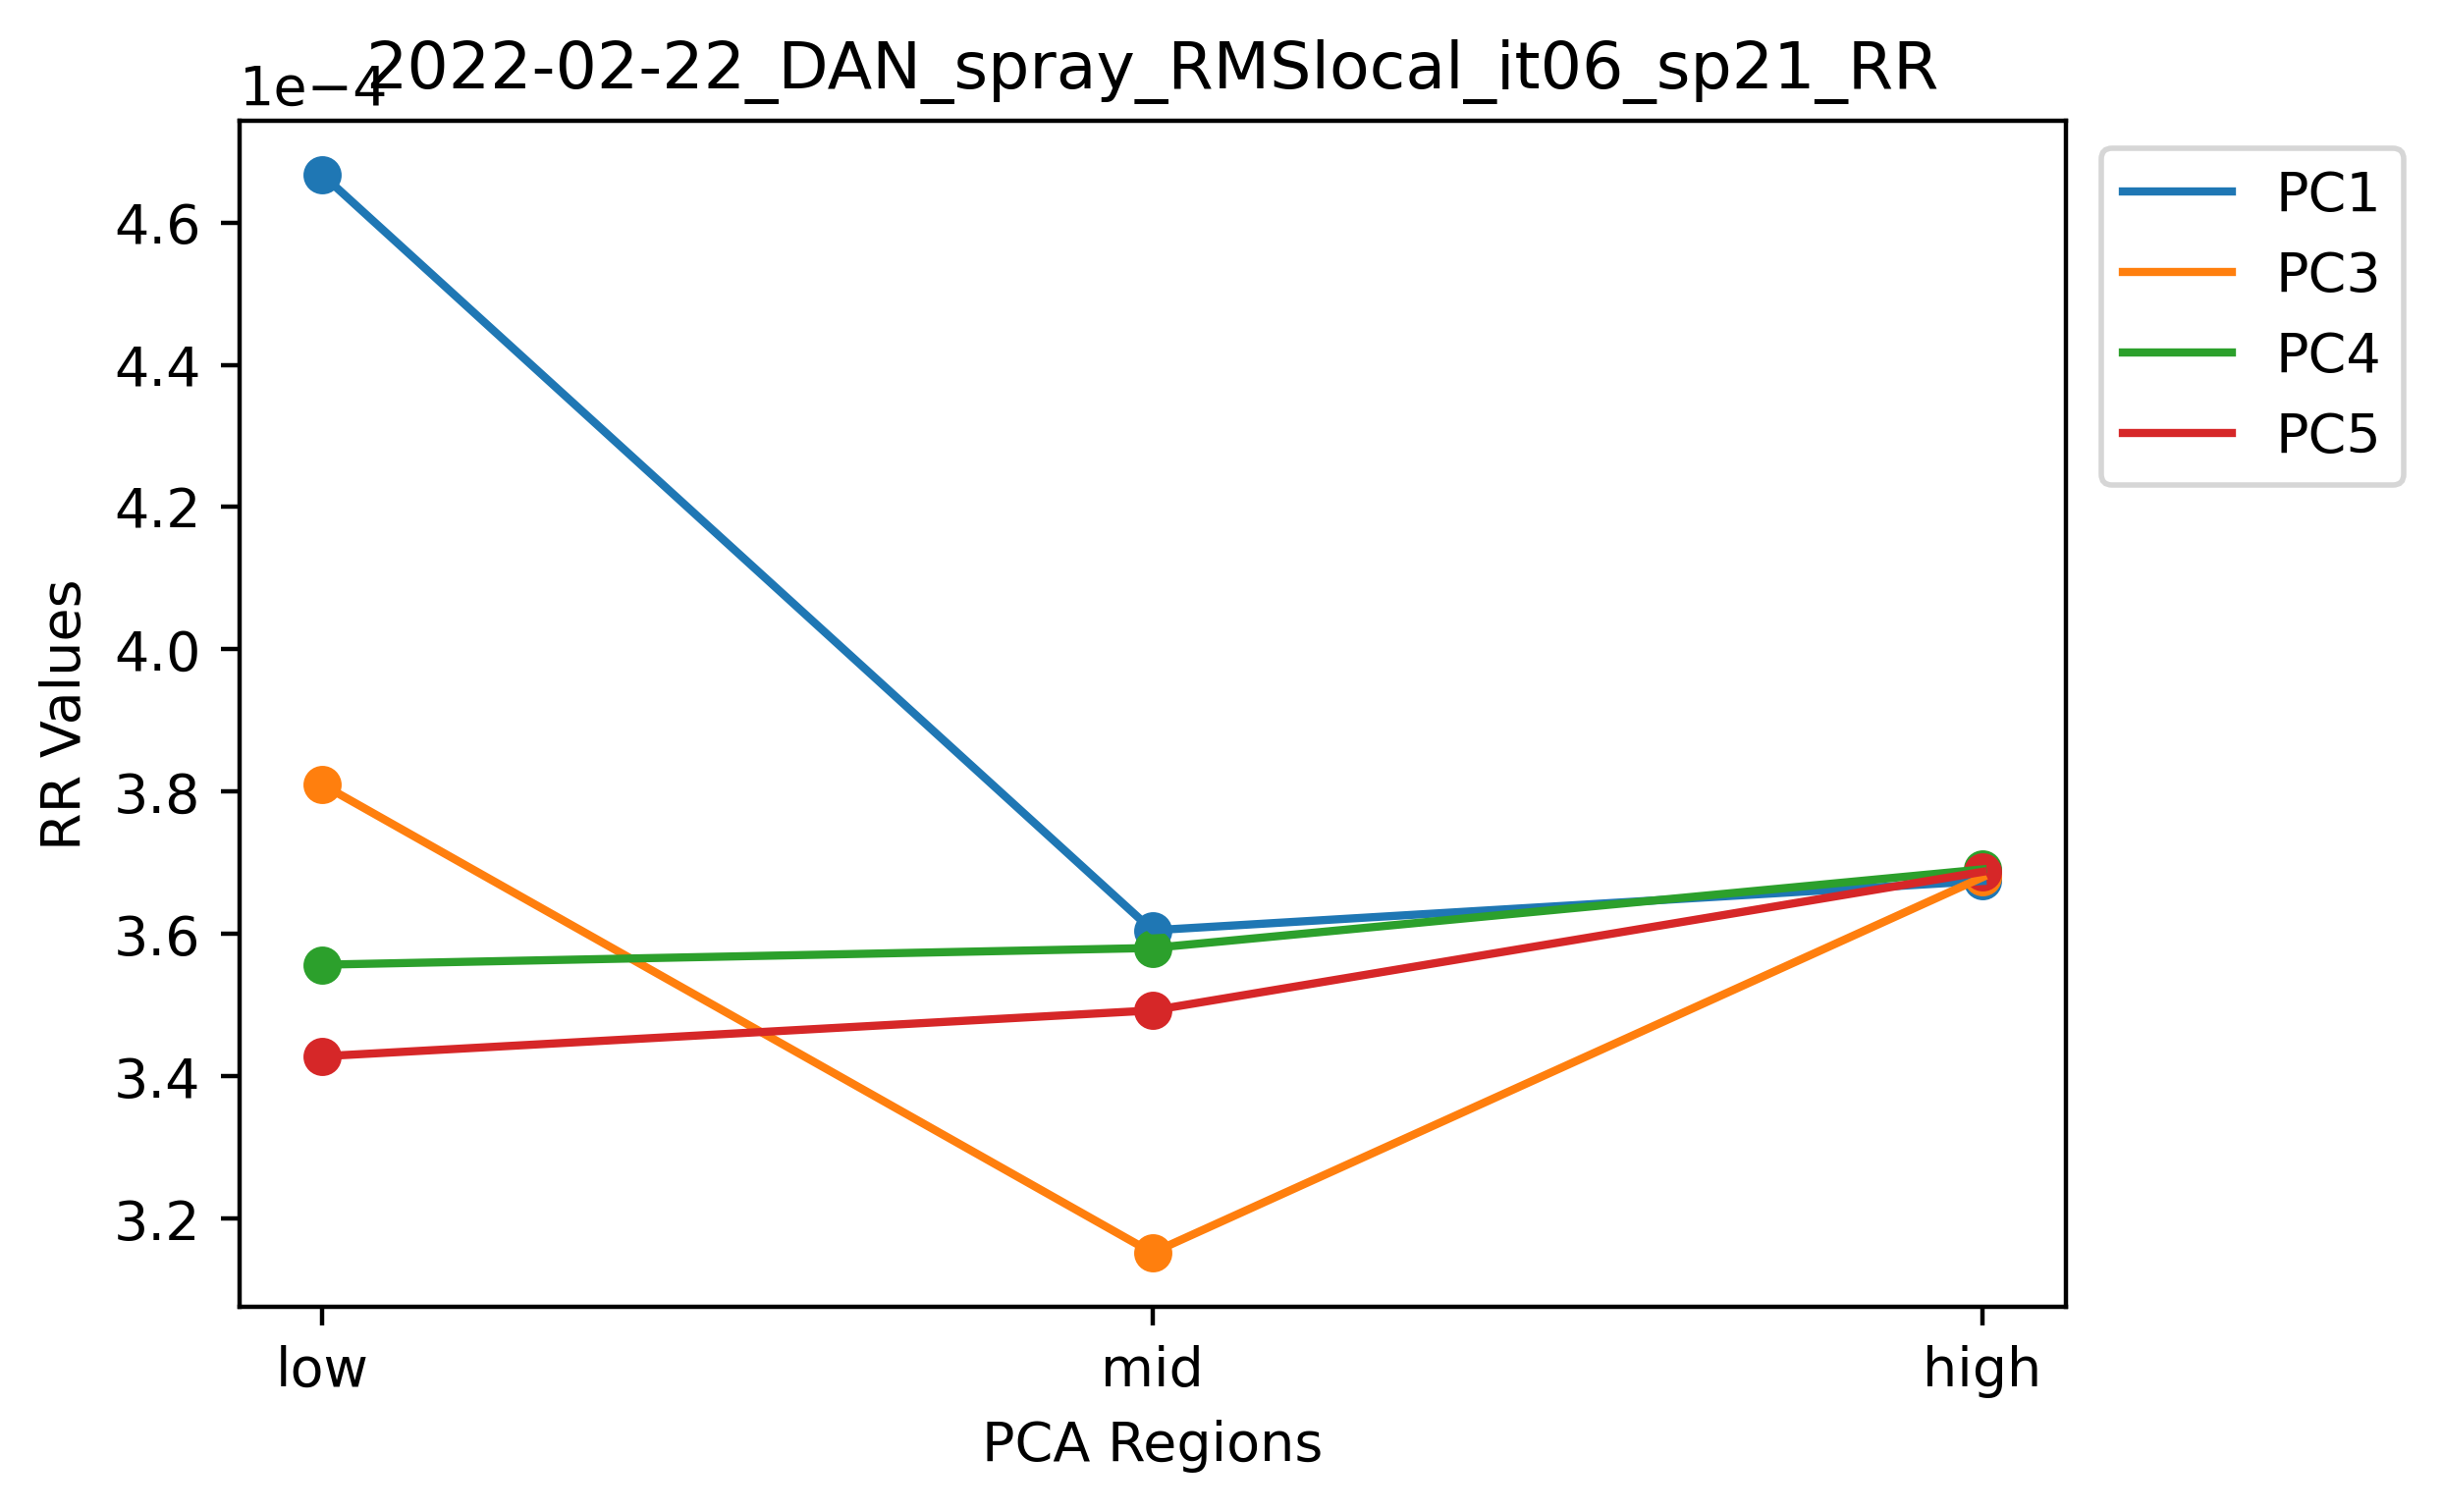 1e−4
2022-02-22_DAN_spray_RMSlocal_it06_sp21_RR
4.6
4.4
4.2
4.0
3.8
3.6
3.4
3.2
RR Values
low
mid
high
PCA Regions
PC1
PC3
PC4
PC5